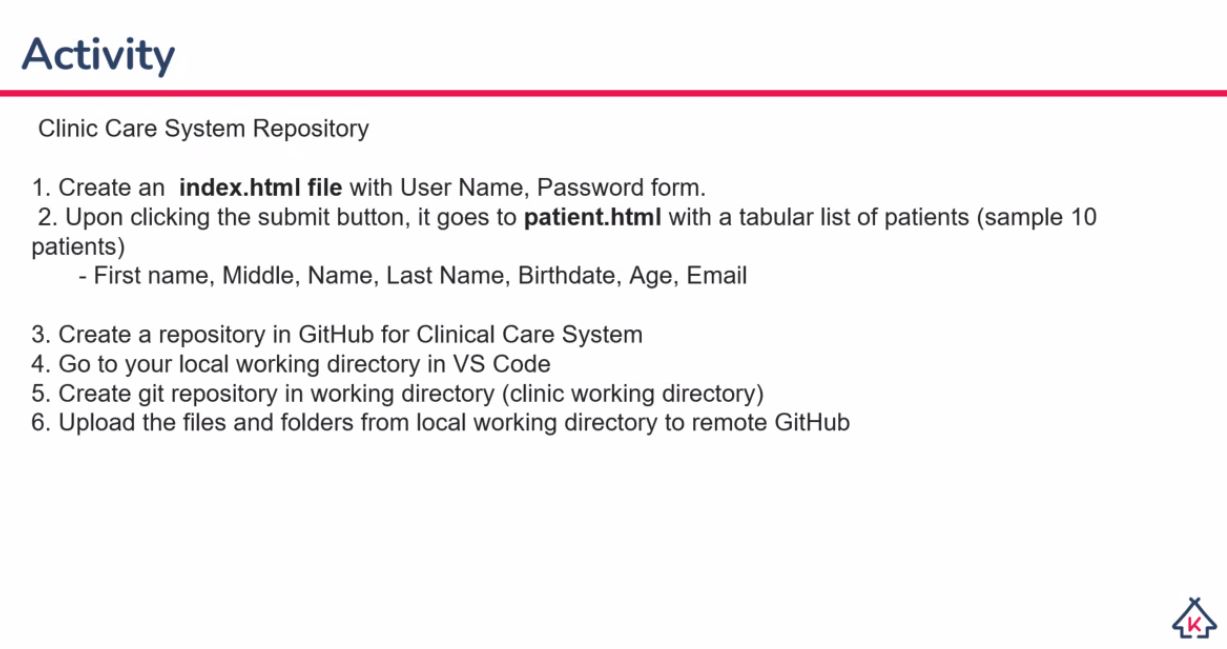 Activity
Clinic Care System Repository
1. Create an index.html file with User Name, Password form.
2. Upon clicking the submit button, it goes to patient.html with a tabular list of patients (sample 10
patients)
- First name, Middle, Name, Last Name, Birthdate, Age, Email
3. Create a repository in GitHub for Clinical Care System
4. Go to your local working directory in VS Code
5. Create git repository in working directory (clinic working directory)
6. Upload the files and folders from local working directory to remote GitHub
K